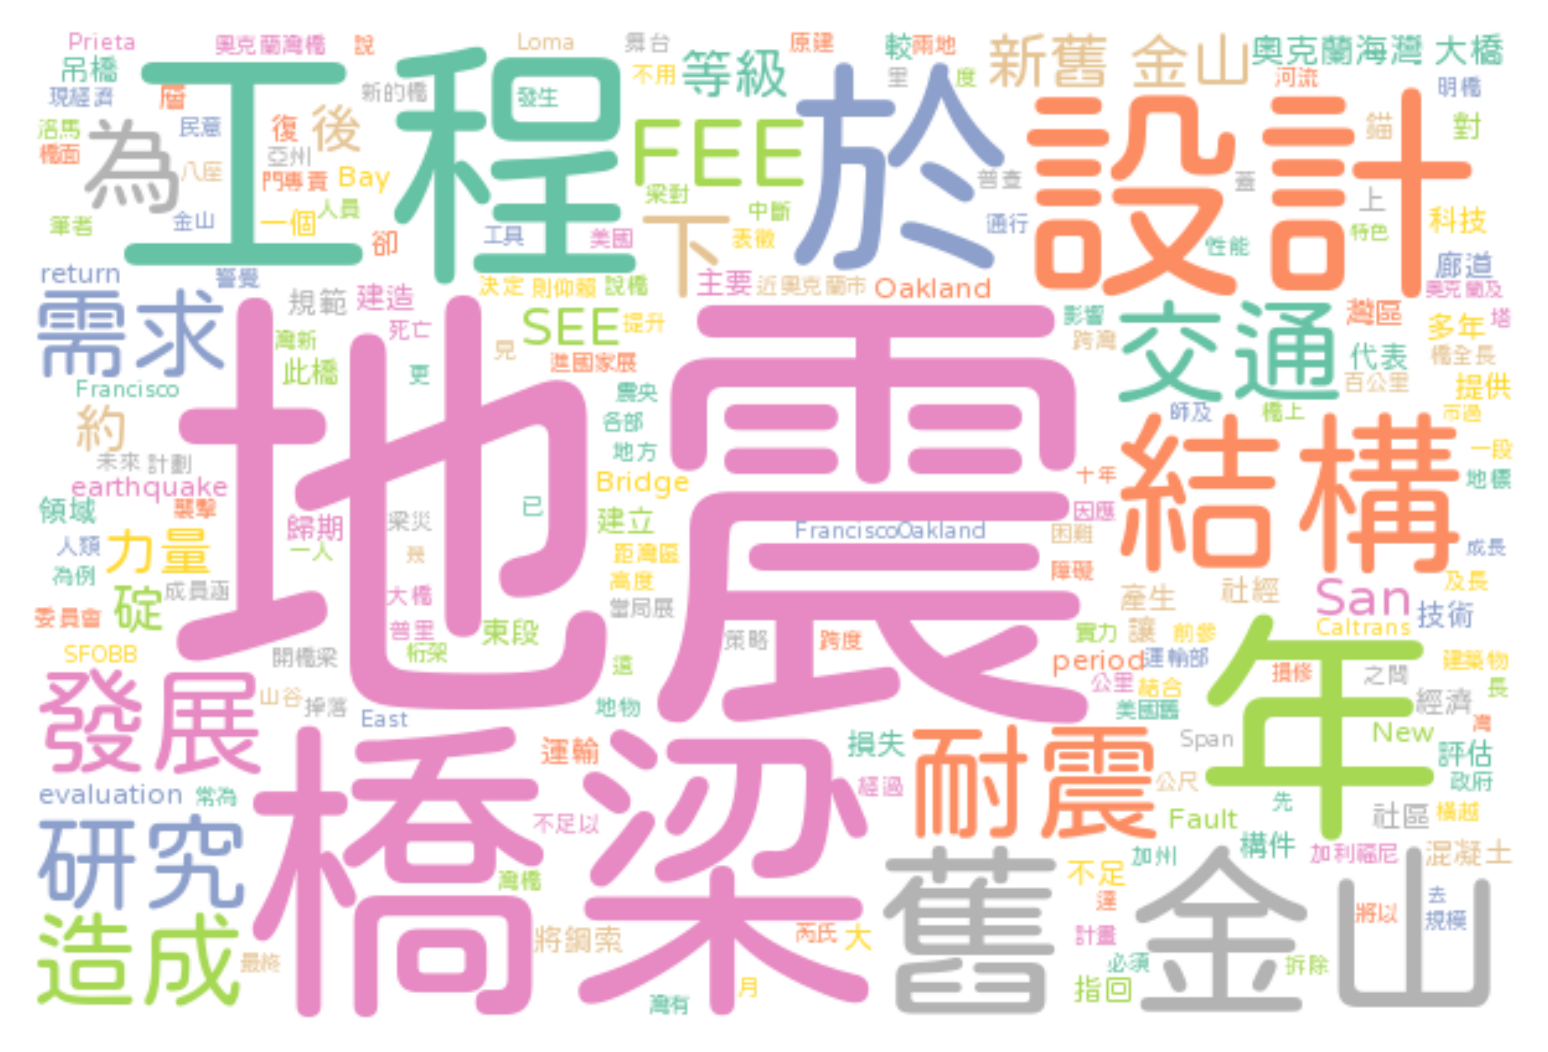 Prieta
奧克蘭灣橋
說
Loma
舞台
原建
較
兩地
新舊 金山
奧克蘭海灣 大橋
吊橋
不用
等級
里
度
河流
現經濟
層
新的橋
發生
明橋
洛馬
民意
復
後
工程
FEE
於
設計
錨
對
橋面
為
八座
亞州
門專責
Bay
梁對
普查
蓋
上
筆者
金山
一個
人員
卻
工具
美國
下
中斷
表徵
通行
性能
特色
科技
return
響覺
決定
則仰賴
說橋
主要
近奧克蘭市
Oakland
廊道
奧克蘭及
需求
規範
建造
死亡
SEE
提升
影響
跨灣
交通
灣區
多年
塔
灣新
此橋
更
見
進國家展
代表
橋全長
Francisco
震央
百公里
提供
約
各部
師及
橋上
市過
地震
未來
計劃
地方
一段
earthquake
Bridge
十年
結構
地標
領域
襲擊
歸期
梁災
已
建立
FranciscoOakland
因應
困難
人類
力量
一人
景
距灣區
成長
為例
碇
成員函
高度
障礙
及長
委員會
大橋
當局展
產生
社經
San
技術
SFOBB
開橋梁
普里
桁架
東段
遠
策略
跨度
實力
讓
前參
Caltrans
period
運輸部
損修
之間
建築物
發展
山谷
掉落
East
地物
公里
結合
美國舊
年
經濟
長
灣
橋梁
運輸
損失
耐震
Span
New
評估
evaluation
常為
經過
公尺
政府
研究
不足以
Fault
先
社區
橫越
灣橋
舊 金山
不足
加州
構件
加利福尼
混凝土
造成
最終
將鋼索
芮氏
大
達
計畫
將以
去
規模
月
灣有
必須
指回
拆除